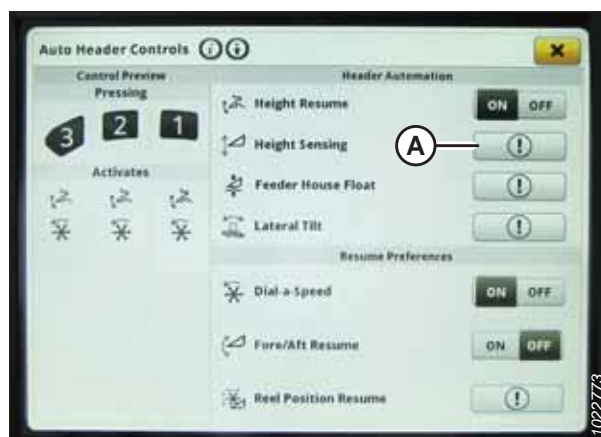 Auto Header Controls
Control Preview
Pressing
3 2 1
Activates
Header Automation
Height Resume ON OFF
Height Sensing
A
Feeder House Float
Lateral Tilt
Resume Preferences
Dial-a-Speed ON OFF
Fore/Aft Resume ON OFF
Reel Position Resume
1022773